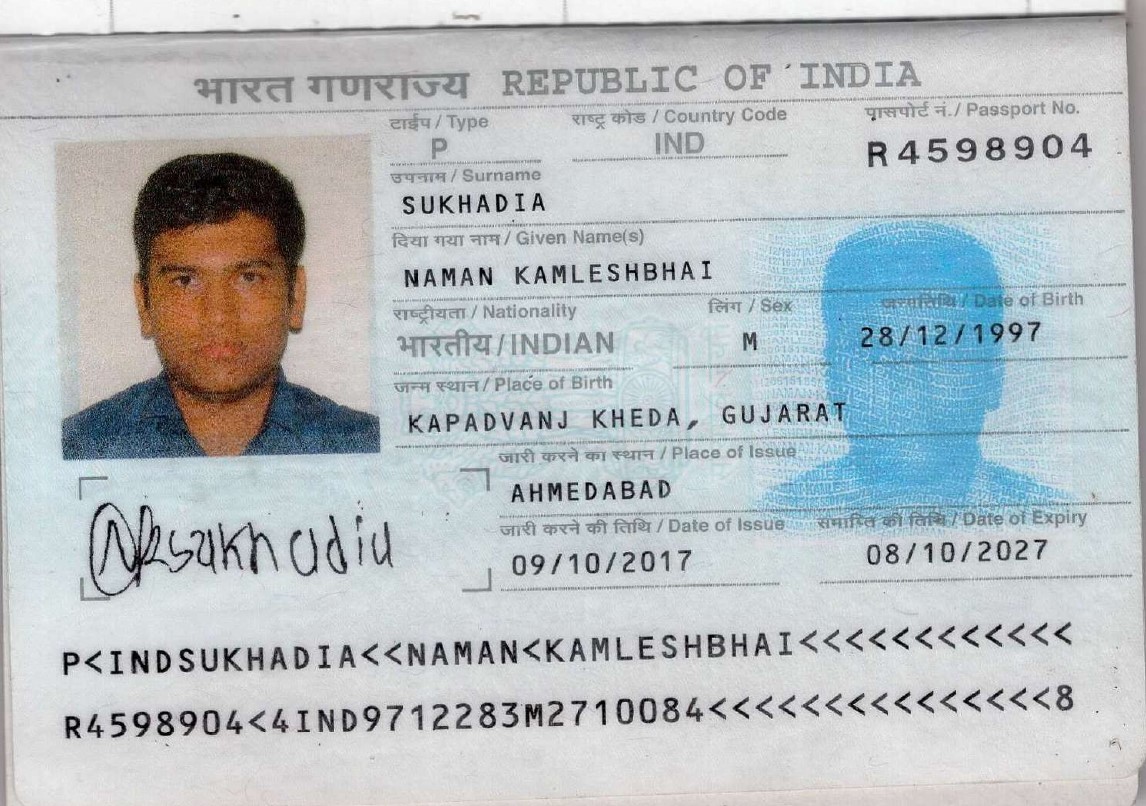 भारत गणराज्य REPUBLIC OF INDIA
टाईप / Type
राष्ट्र कोड / Country Code
पासपोर्ट नं. / Passport No.
P
IND
R4598904
उपनाम / Surname
SUKHADIA
दिया गया नाम / Given Name(s)
NAMAN KAMLESHBHAI
राष्ट्रीयता / Nationality
लिंग / Sex
जन्मतिथि / Date of Birth
भारतीय / INDIAN
M
28/12/1997
जन्म स्थान / Place of Birth
KAPADVANJ KHEDA, GUJARAT
जारी करने का स्थान / Place of Issue
AHMEDABAD
जारी करने की तिथि / Date of Issue
समाप्ति की तिथि / Date of Expiry
09/10/2017
08/10/2027
P<INDSUKHADIA<<NAMAN<KAMLESHBHAI<<<<<<<<<<<<
R4598904<4IND9712283M2710084<<<<<<<<<<<<<<<8